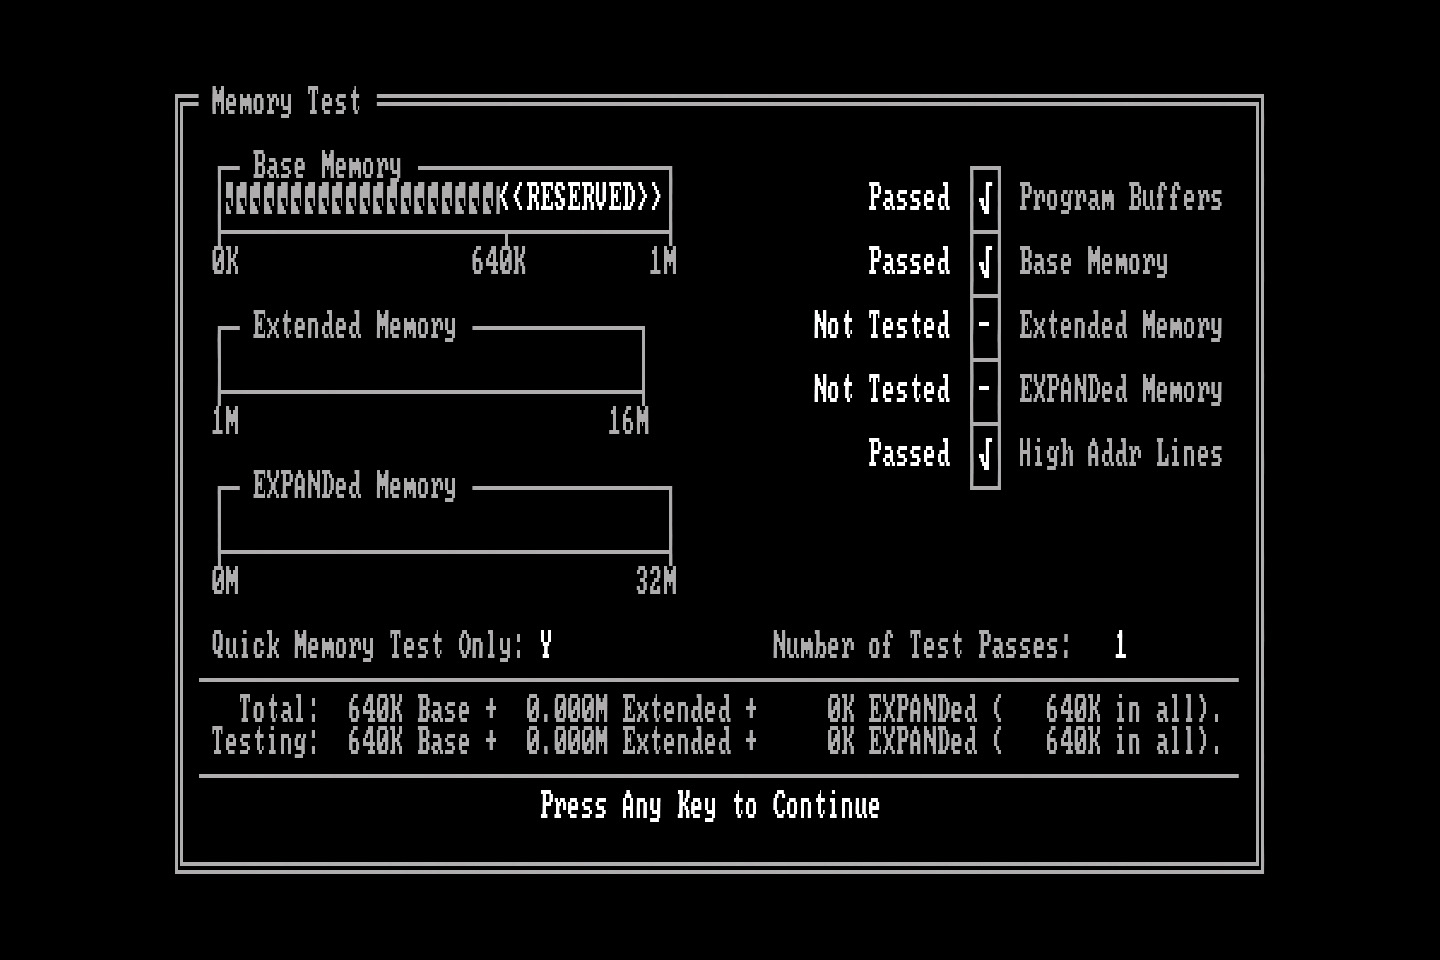 Memory Test
Base Memory
<<RESERVED>>
0K 640K 1M
Extended Memory
1M 16M
EXPANDed Memory
0M 32M
Passed √ Program Buffers
Passed √ Base Memory
Not Tested - Extended Memory
Not Tested - EXPANDed Memory
Passed √ High Addr Lines
Quick Memory Test Only: Y Number of Test Passes: 1
Total: 640K Base + 0.000M Extended + 0K EXPANDed ( 640K in all).
Testing: 640K Base + 0.000M Extended + 0K EXPANDed ( 640K in all).
Press Any Key to Continue